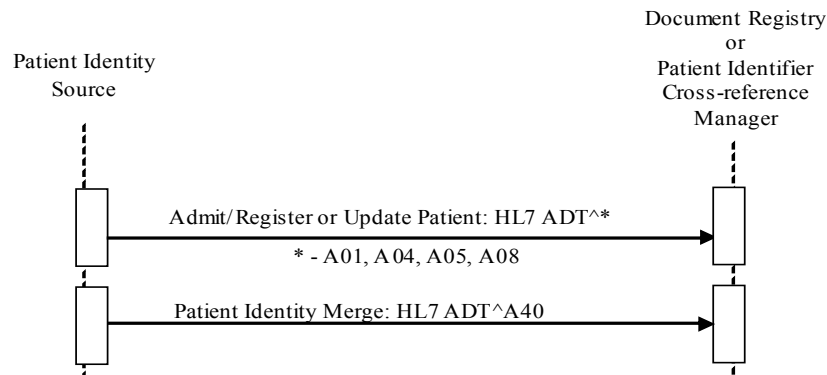 Patient Identity
Source
Document Registry
or
Patient Identifier
Cross-reference
Manager
Admit/Register or Update Patient: HL7 ADT^*
* - A01, A04, A05, A08
Patient Identity Merge: HL7 ADT^A40